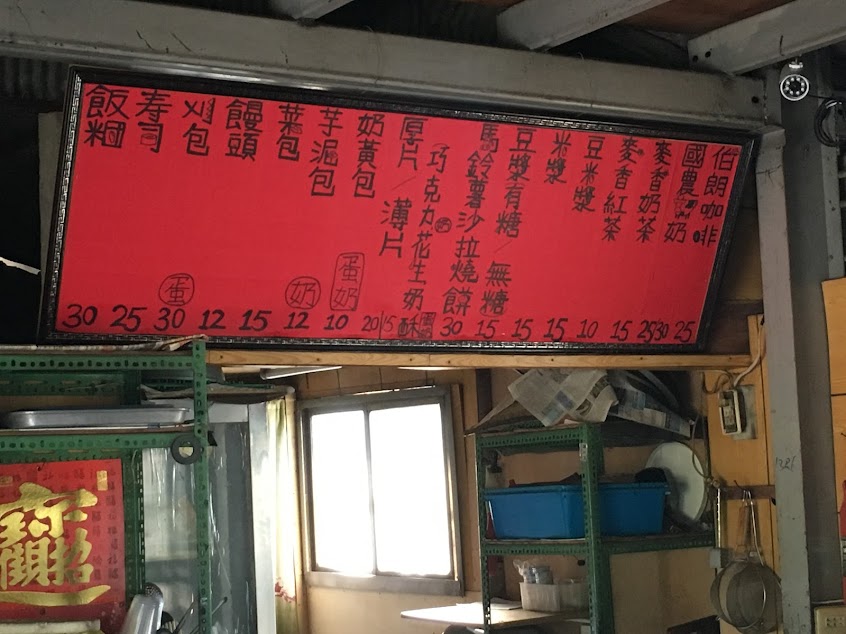 伯朗咖啡
國農奶
麥香奶茶
麥香紅茶
豆米漿
米漿
豆漿有糖/無糖
馬鈴薯沙拉燒餅
(巧克力花生奶酥
厚片/薄片
奶黃包
芋泥包
菜包
饅頭
刈包
寿司
飯糰
蛋奶
奶
蛋
30 25 30 12 15 12 10 20/15 30 15 15 15 10 15 25/30 25